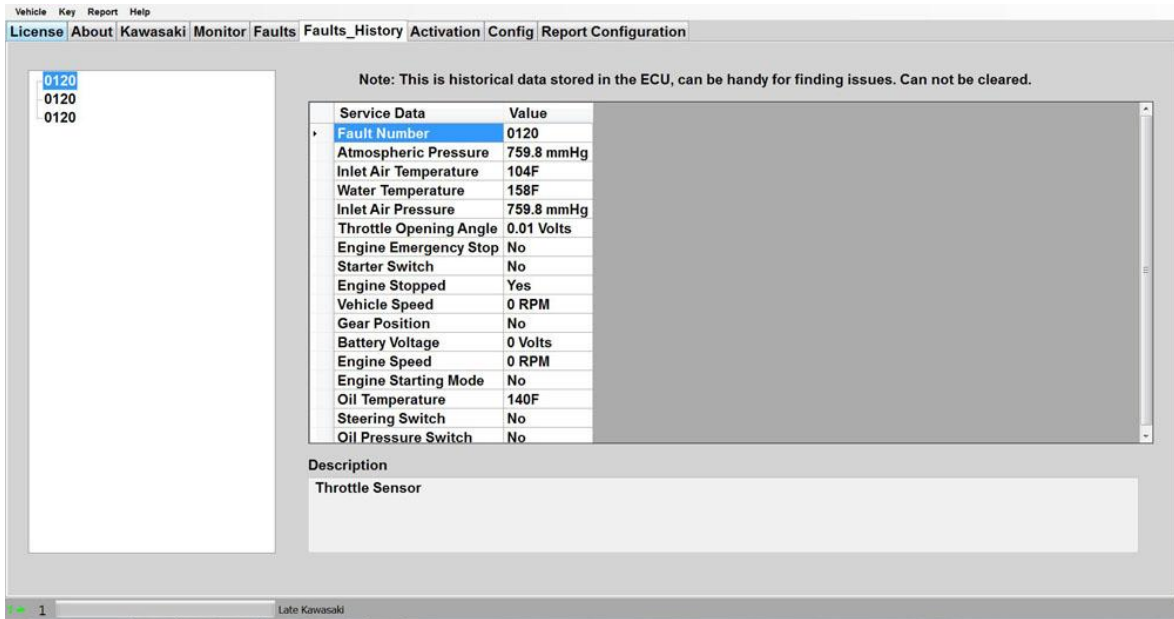 Vehicle Key Report Help
License About Kawasaki Monitor Faults Faults_History Activation Config Report Configuration
0120
0120
0120
Note: This is historical data stored in the ECU, can be handy for finding issues. Can not be cleared.
Service Data Value
Fault Number 0120
Atmospheric Pressure 759.8 mmHg
Inlet Air Temperature 104F
Water Temperature 158F
Inlet Air Pressure 759.8 mmHg
Throttle Opening Angle 0.01 Volts
Engine Emergency Stop No
Starter Switch No
Engine Stopped Yes
Vehicle Speed 0 RPM
Gear Position No
Battery Voltage 0 Volts
Engine Speed 0 RPM
Engine Starting Mode No
Oil Temperature 140F
Steering Switch No
Oil Pressure Switch No
Description
Throttle Sensor
1 Late Kawasaki